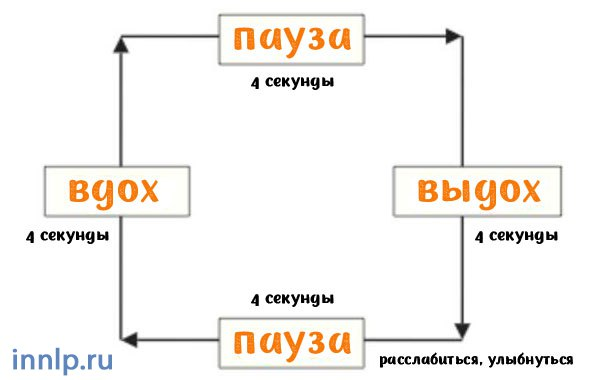 пауза
4 секунды
вдох
выдох
4 секунды
4 секунды
4 секунды
пауза
расслабиться, улыбнуться
innlp.ru